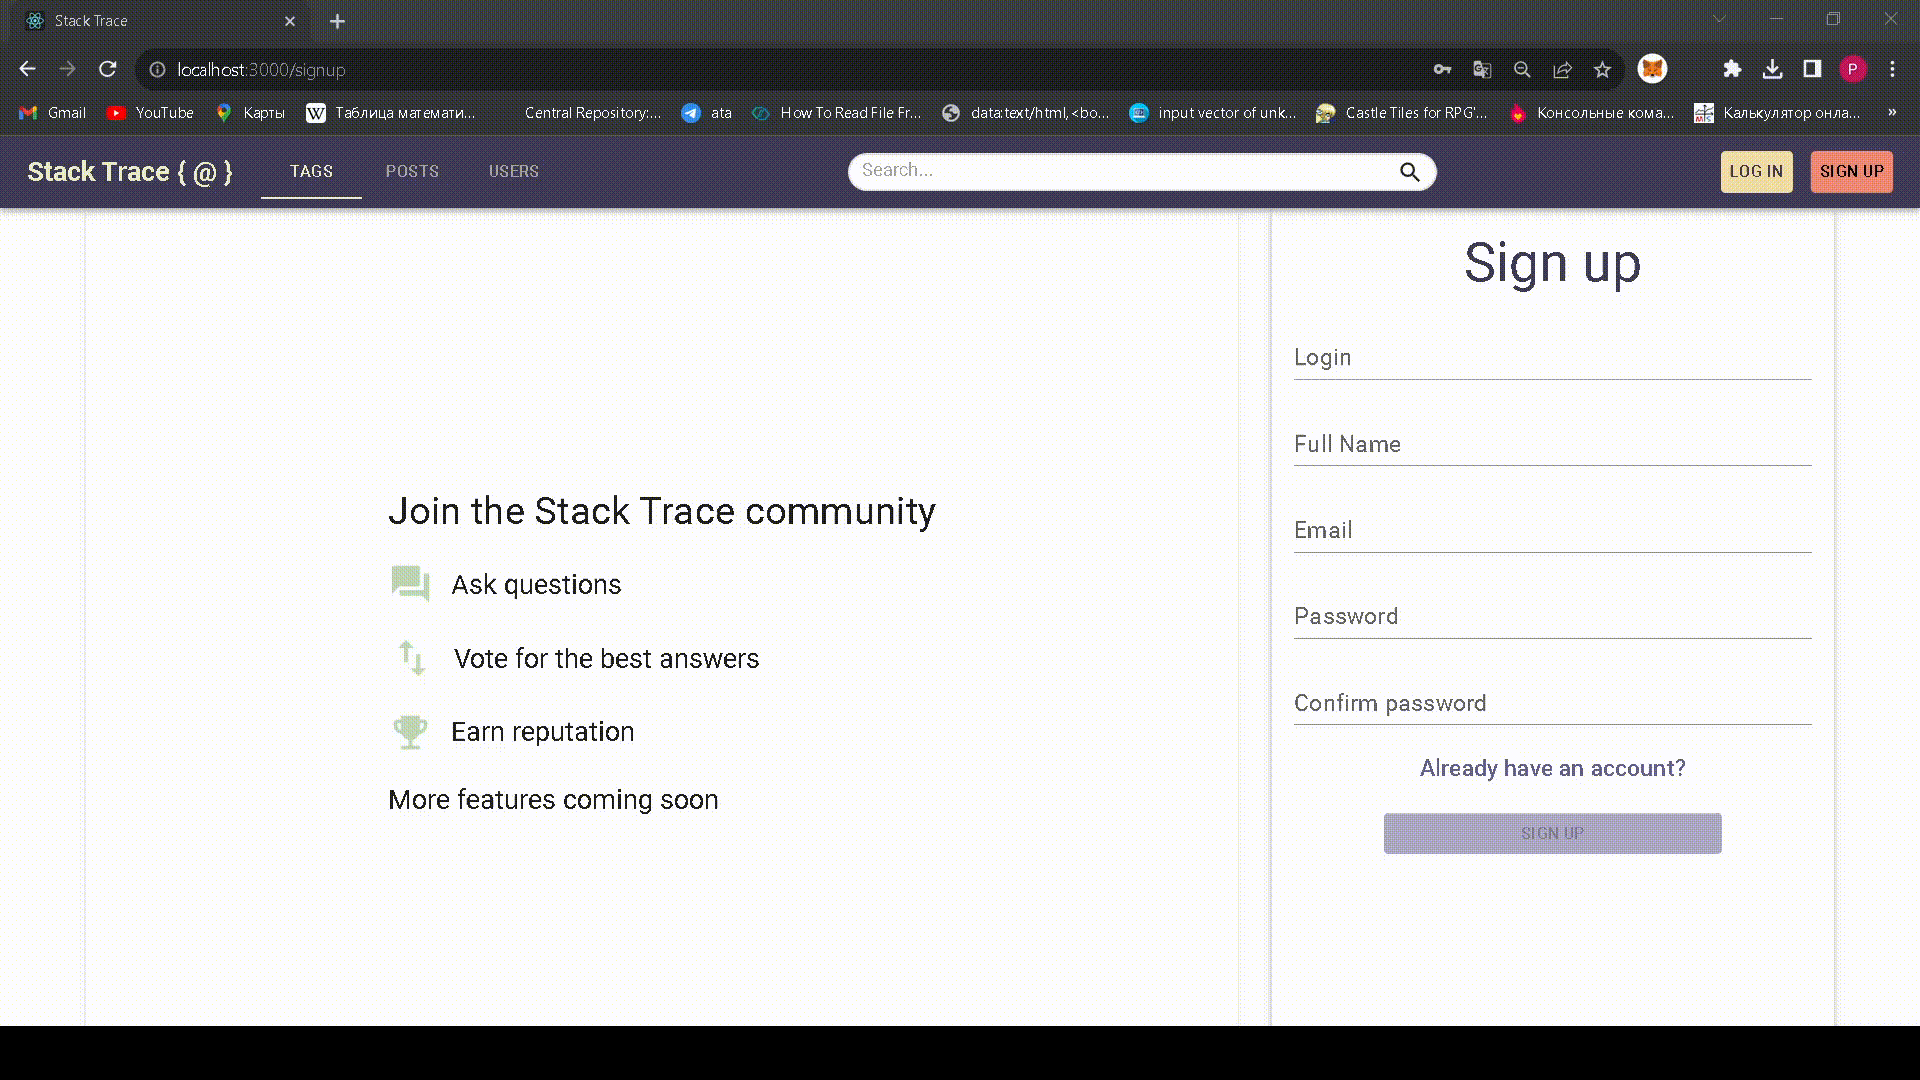 Stack Trace
localhost:3000/signup
P
Gmail YouTube Карты Таблица математи... Central Repository:... ata How To Read File Fr... data:text/html,<bo... input vector of unk... Castle Tiles for RPG'... Консольные кома... Калькулятор онла... »
Stack Trace { @ } TAGS POSTS USERS Search... LOG IN SIGN UP
Sign up
Login
Full Name
Email
Password
Confirm password
Already have an account?
SIGN UP
Join the Stack Trace community
Ask questions
Vote for the best answers
Earn reputation
More features coming soon